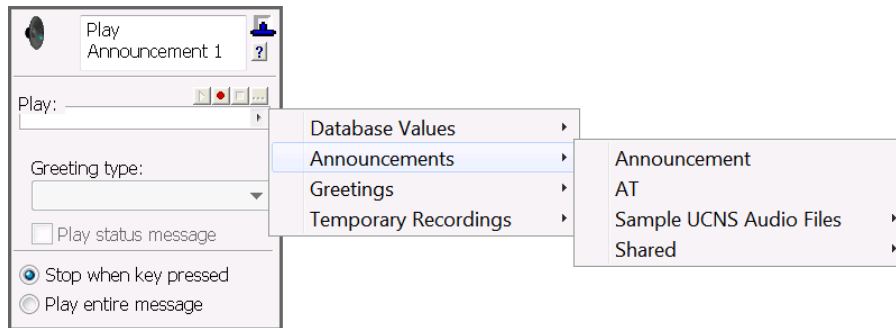 Play
Announcement 1
?
Play:
...
Greeting type:
Play status message
Stop when key pressed
Play entire message
Database Values
Announcements
Greetings
Temporary Recordings
Announcement
AT
Sample UCNS Audio Files
Shared